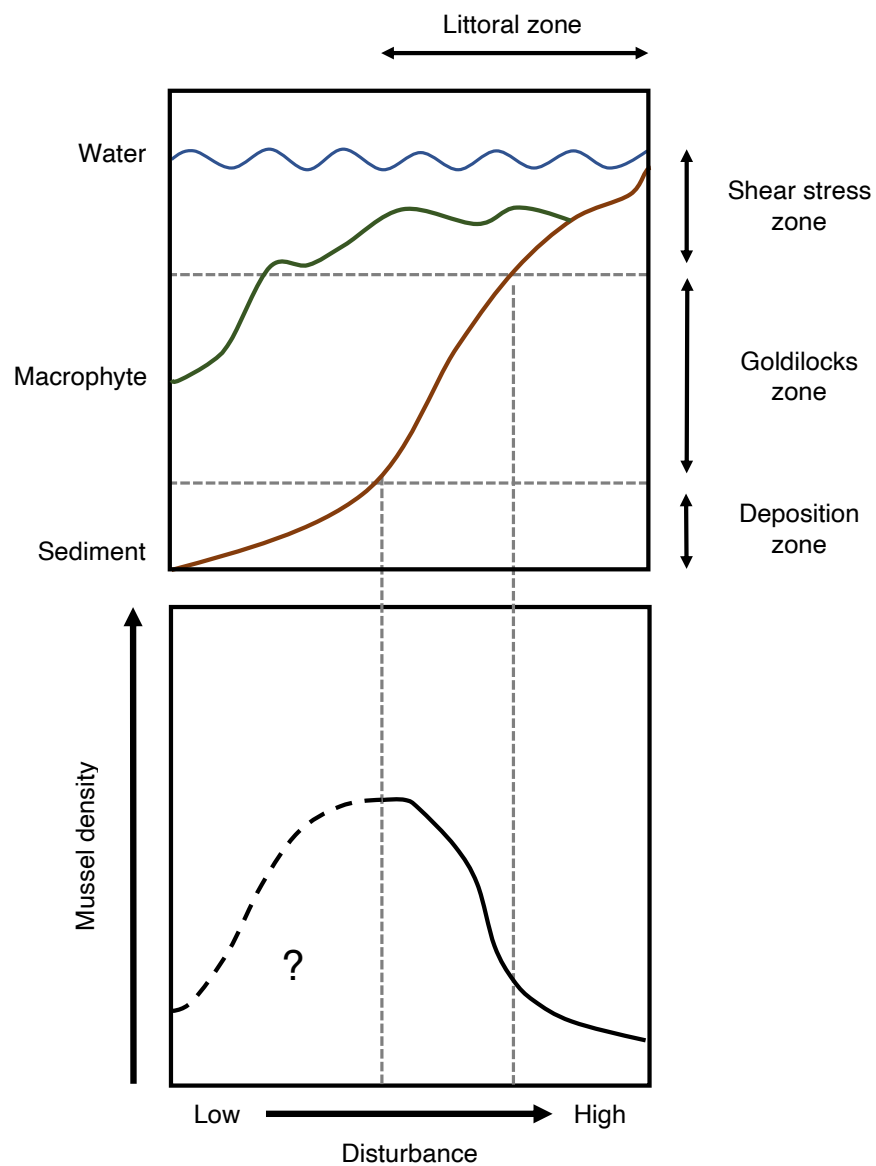 Littoral zone
Water
Shear stress
zone
Macrophyte
Goldilocks
zone
Sediment
Deposition
zone
Mussel density
?
Low
High
Disturbance